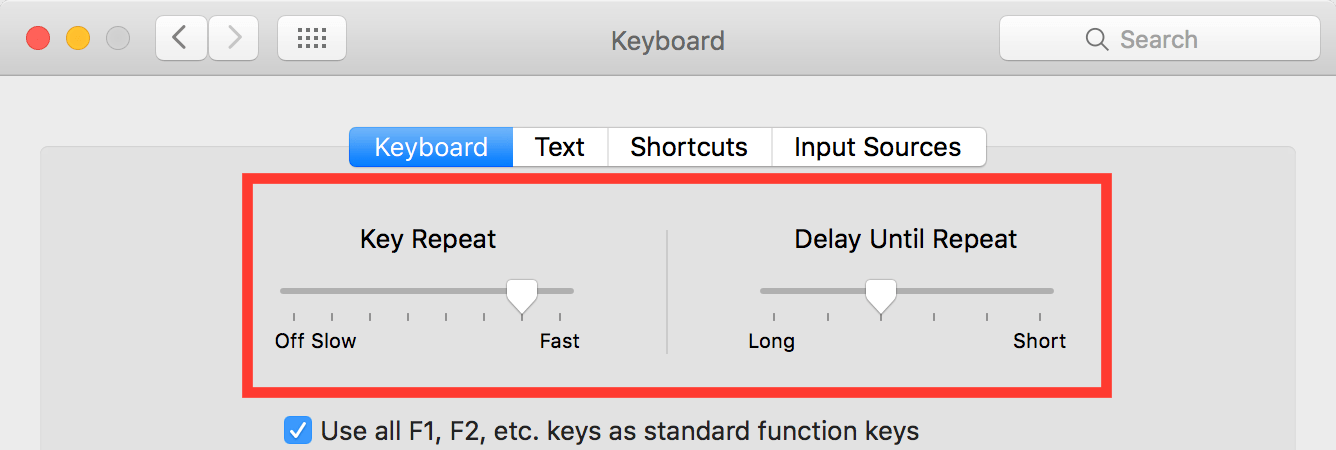 Keyboard
Search
Keyboard Text Shortcuts Input Sources
Key Repeat Delay Until Repeat
Off Slow Fast Long Short
Use all F1, F2, etc. keys as standard function keys